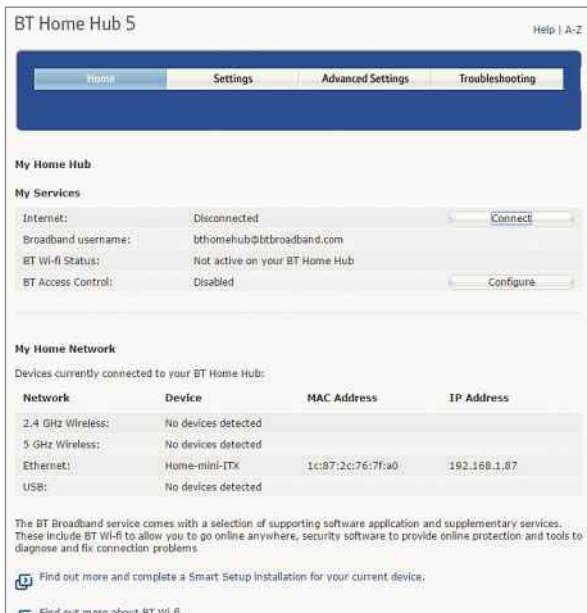 BT Home Hub 5
Help | A-Z
Home Settings Advanced Settings Troubleshooting
My Home Hub
My Services
Internet: Disconnected Connect
Broadband username: bthomehub@btbroadband.com
BT Wi-fi Status: Not active on your BT Home Hub
BT Access Control: Disabled Configure
My Home Network
Devices currently connected to your BT Home Hub:
Network Device MAC Address IP Address
2.4 GHz Wireless: No devices detected
5 GHz Wireless: No devices detected
Ethernet: Home-mini-ITX 1c:87:2c:76:7f:a0 192.168.1.87
USB: No devices detected
The BT Broadband service comes with a selection of supporting software application and supplementary services.
These include BT Wi-fi to allow you to go online anywhere, security software to provide online protection and tools to
diagnose and fix connection problems
Find out more and complete a Smart Setup installation for your current device.
Find out more about BT Wi-fi